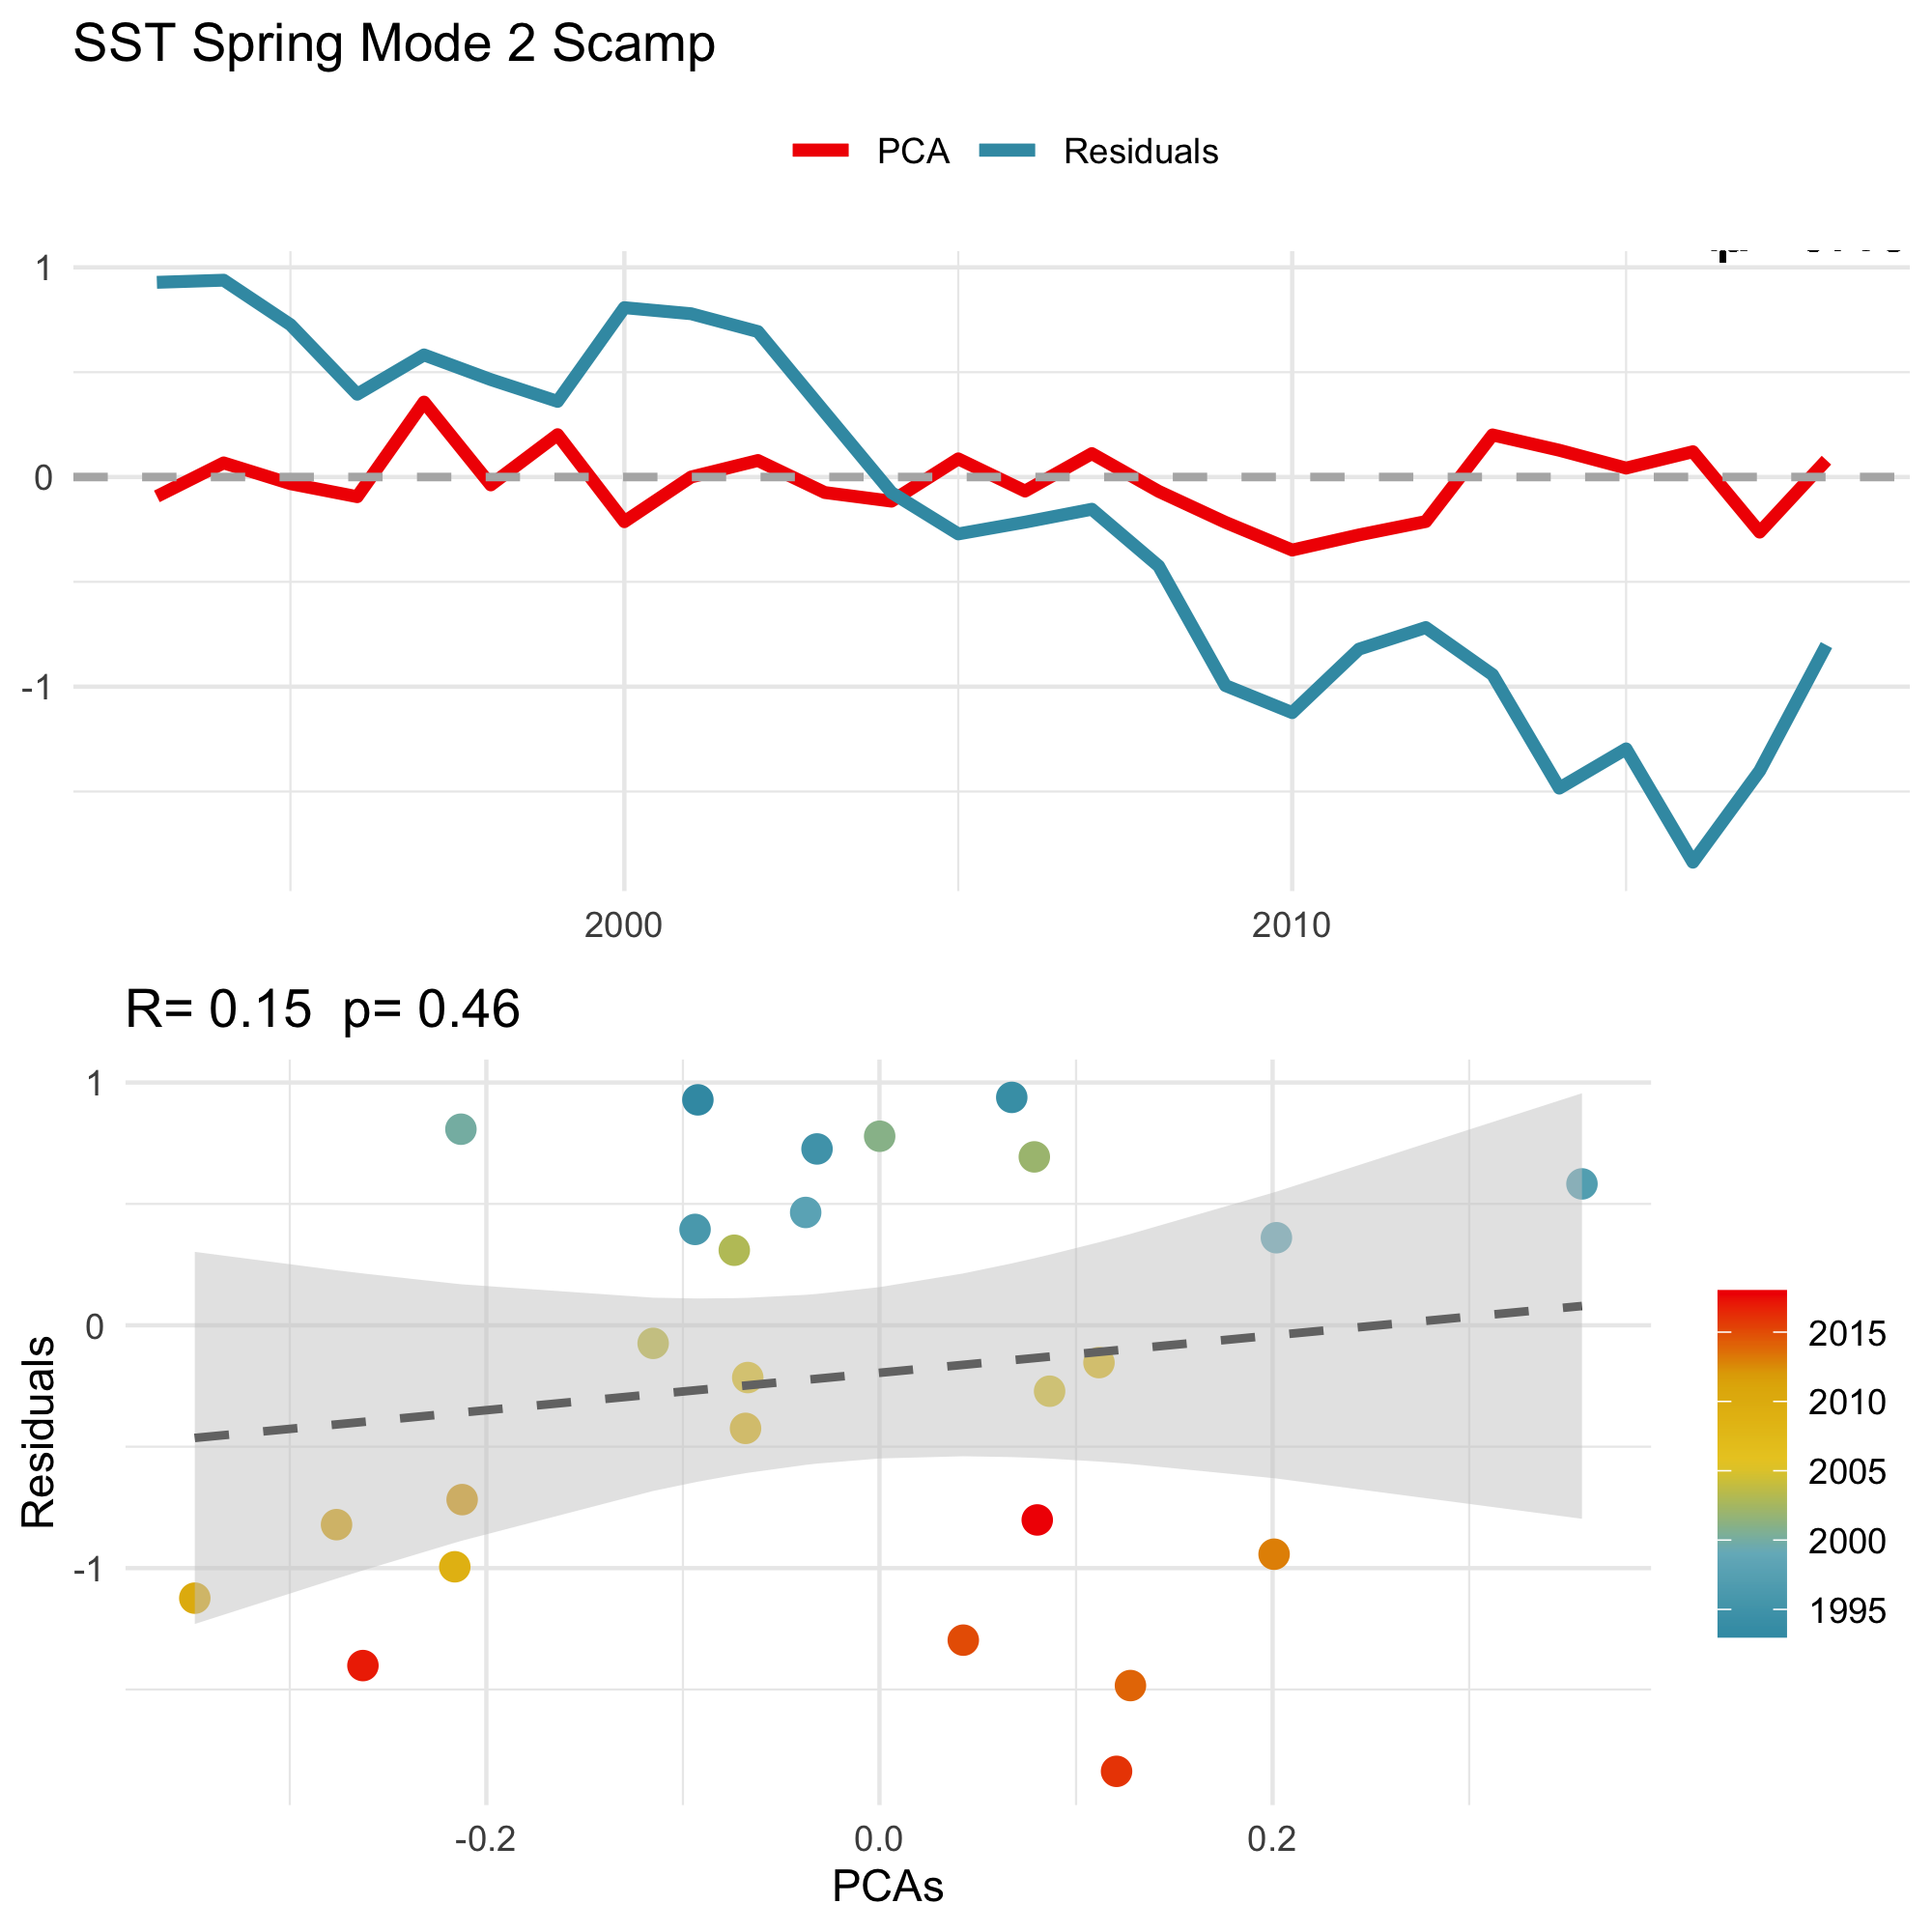 SST Spring Mode 2 Scamp
PCA Residuals
1
0
-1
2000 2010
R= 0.15 p= 0.46
Residuals
1
0
-1
-0.2 0.0 0.2
PCAs
2015
2010
2005
2000
1995